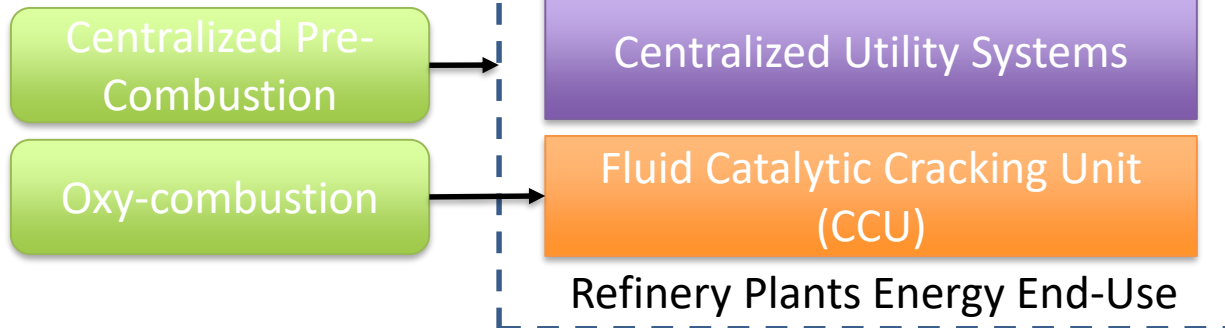 Centralized Pre-
Combustion
Centralized Utility Systems
Oxy-combustion
Fluid Catalytic Cracking Unit
(CCU)
Refinery Plants Energy End-Use